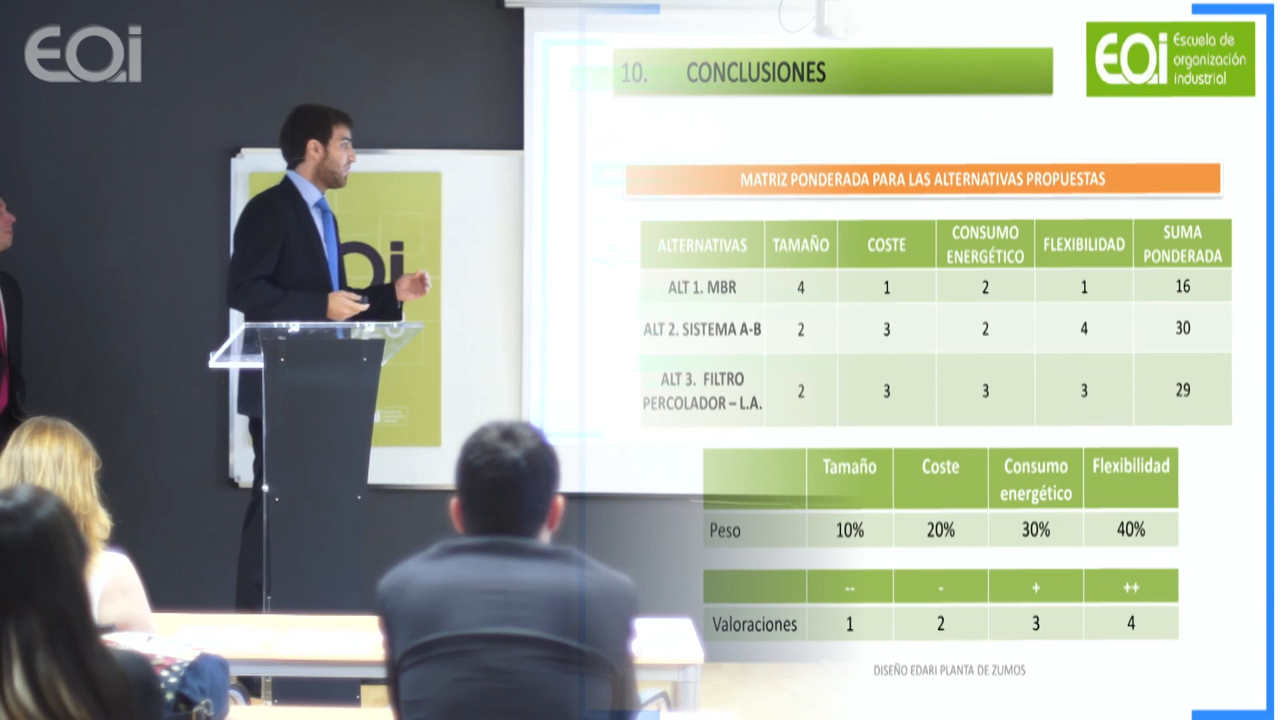 EOi
EOi Escuela de
organización
industrial
10. CONCLUSIONES
MATRIZ PONDERADA PARA LAS ALTERNATIVAS PROPUESTAS
ALTERNATIVAS TAMAÑO COSTE CONSUMO ENERGÉTICO FLEXIBILIDAD SUMA PONDERADA
ALT 1. MBR 4 1 2 1 16
ALT 2. SISTEMA A-B 2 3 2 4 30
ALT 3. FILTRO PERCOLADOR – L.A. 2 3 3 3 29
Tamaño Coste Consumo energético Flexibilidad
Peso 10% 20% 30% 40%
-- - + ++
Valoraciones 1 2 3 4
DISEÑO EDARI PLANTA DE ZUMOS